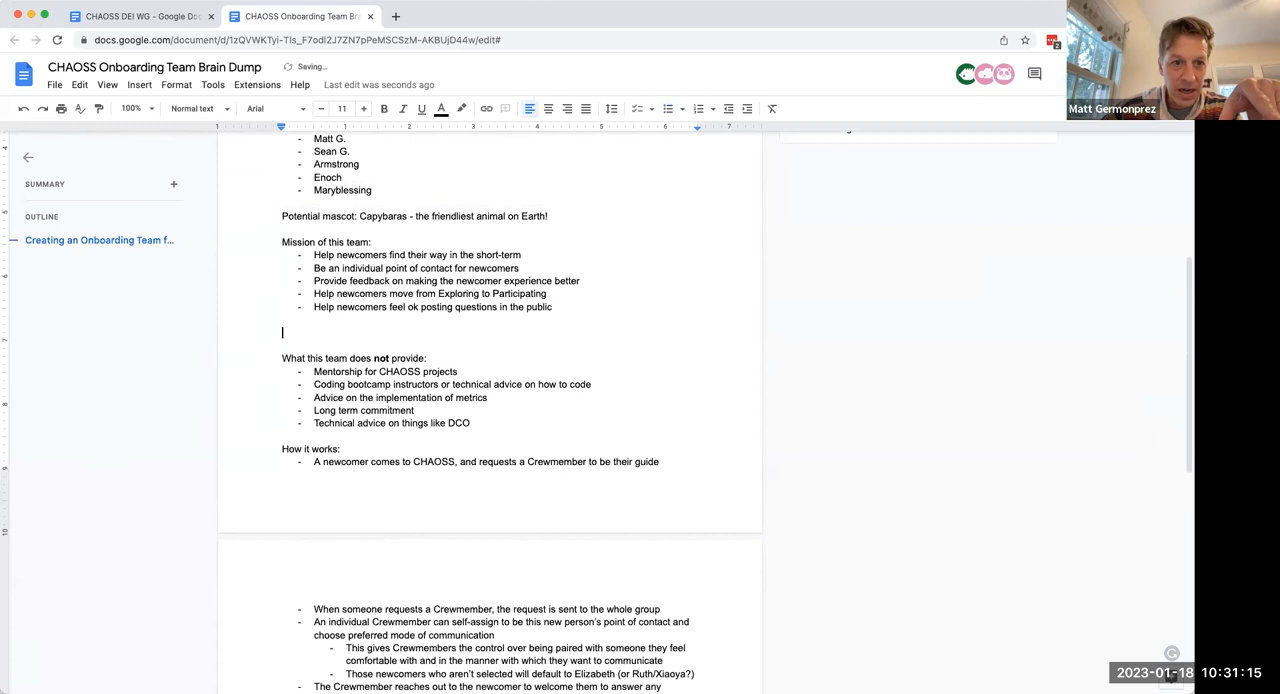 CHAOSS DEI WG - Google Doc
CHAOSS Onboarding Team Bra
docs.google.com/document/d/1zQVWKTyi-TIs_F7odI2J7ZN7pPeMSCSzM-AKBUjD44w/edit#
CHAOSS Onboarding Team Brain Dump
Saving...
File Edit View Insert Format Tools Extensions Help Last edit was seconds ago
100% Normal text Arial 11
Matt Germonprez
SUMMARY
OUTLINE
Creating an Onboarding Team f...
- Matt G.
- Sean G.
- Armstrong
- Enoch
- Maryblessing
Potential mascot: Capybaras - the friendliest animal on Earth!
Mission of this team:
- Help newcomers find their way in the short-term
- Be an individual point of contact for newcomers
- Provide feedback on making the newcomer experience better
- Help newcomers move from Exploring to Participating
- Help newcomers feel ok posting questions in the public
What this team does not provide:
- Mentorship for CHAOSS projects
- Coding bootcamp instructors or technical advice on how to code
- Advice on the implementation of metrics
- Long term commitment
- Technical advice on things like DCO
How it works:
- A newcomer comes to CHAOSS, and requests a Crewmember to be their guide
- When someone requests a Crewmember, the request is sent to the whole group
- An individual Crewmember can self-assign to be this new person's point of contact and
choose preferred mode of communication
- This gives Crewmembers the control over being paired with someone they feel
comfortable with and in the manner with which they want to communicate
- Those newcomers who aren't selected will default to Elizabeth (or Ruth/Xiaoya?)
- The Crewmember reaches out to the newcomer to welcome them to answer any
2023-01-18 10:31:15